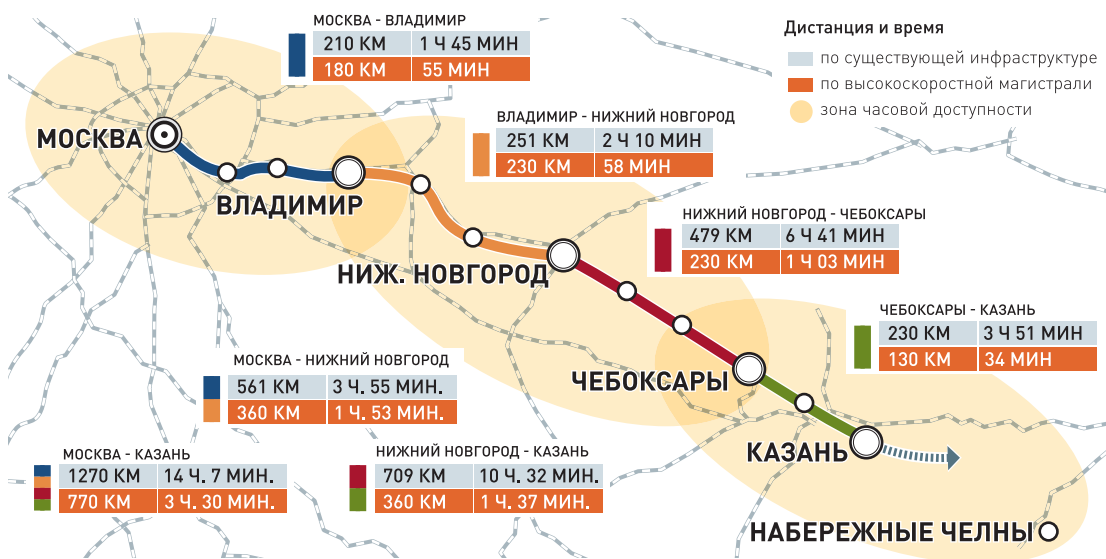 МОСКВА - ВЛАДИМИР
210 КМ 1 Ч 45 МИН
180 КМ 55 МИН
Дистанция и время
по существующей инфраструктуре
по высокоскоростной магистрали
зона часовой доступности
ВЛАДИМИР - НИЖНИЙ НОВГОРОД
251 КМ 2 Ч 10 МИН
230 КМ 58 МИН
МОСКВА
ВЛАДИМИР
НИЖНИЙ НОВГОРОД - ЧЕБОКСАРЫ
479 КМ 6 Ч 41 МИН
230 КМ 1 Ч 03 МИН
НИЖ. НОВГОРОД
ЧЕБОКСАРЫ - КАЗАНЬ
230 КМ 3 Ч 51 МИН
130 КМ 34 МИН
МОСКВА - НИЖНИЙ НОВГОРОД
561 КМ 3 Ч. 55 МИН.
360 КМ 1 Ч. 53 МИН.
ЧЕБОКСАРЫ
КАЗАНЬ
МОСКВА - КАЗАНЬ
1270 КМ 14 Ч. 7 МИН.
770 КМ 3 Ч. 30 МИН.
НИЖНИЙ НОВГОРОД - КАЗАНЬ
709 КМ 10 Ч. 32 МИН.
360 КМ 1 Ч. 37 МИН.
НАБЕРЕЖНЫЕ ЧЕЛНЫ